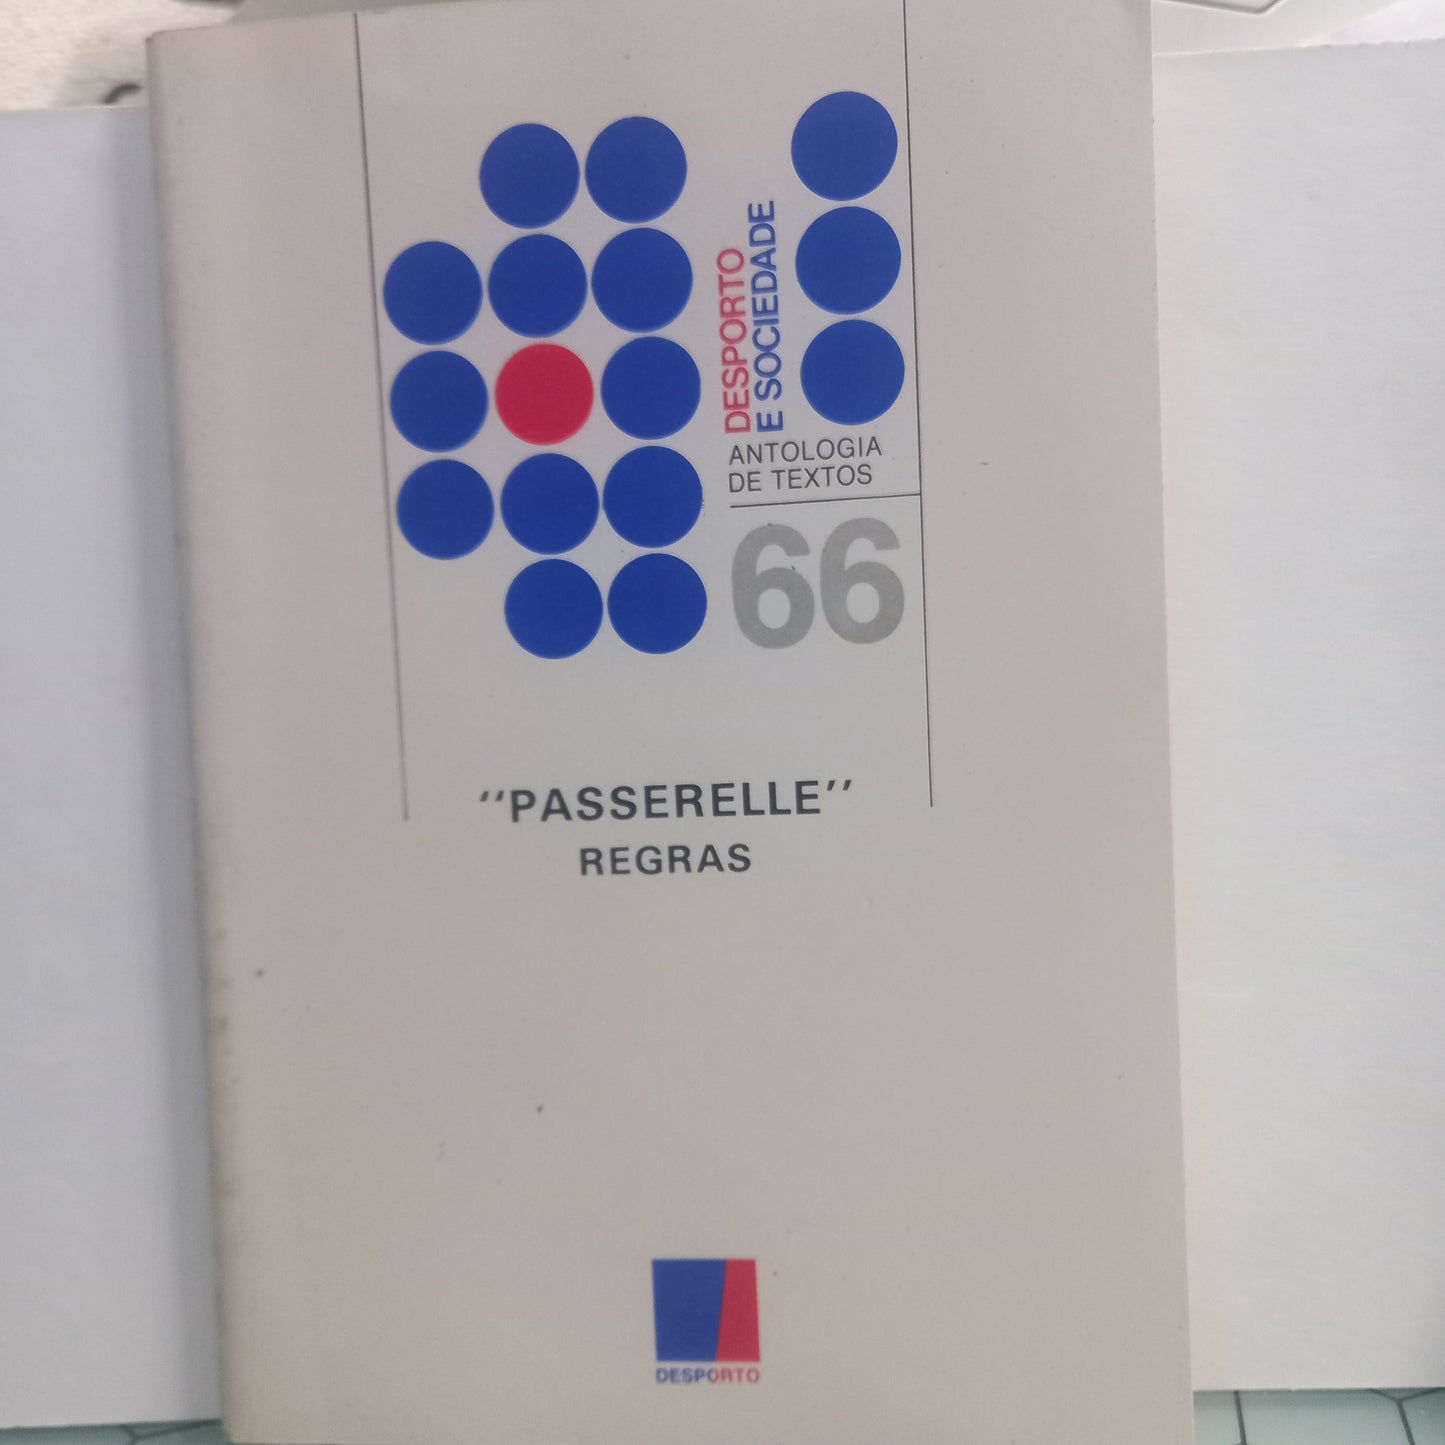 DESPORTO
E SOCIEDADE
ANTOLOGIA
DE TEXTOS
66
"PASSERELLE"
REGRAS
DESPORTO